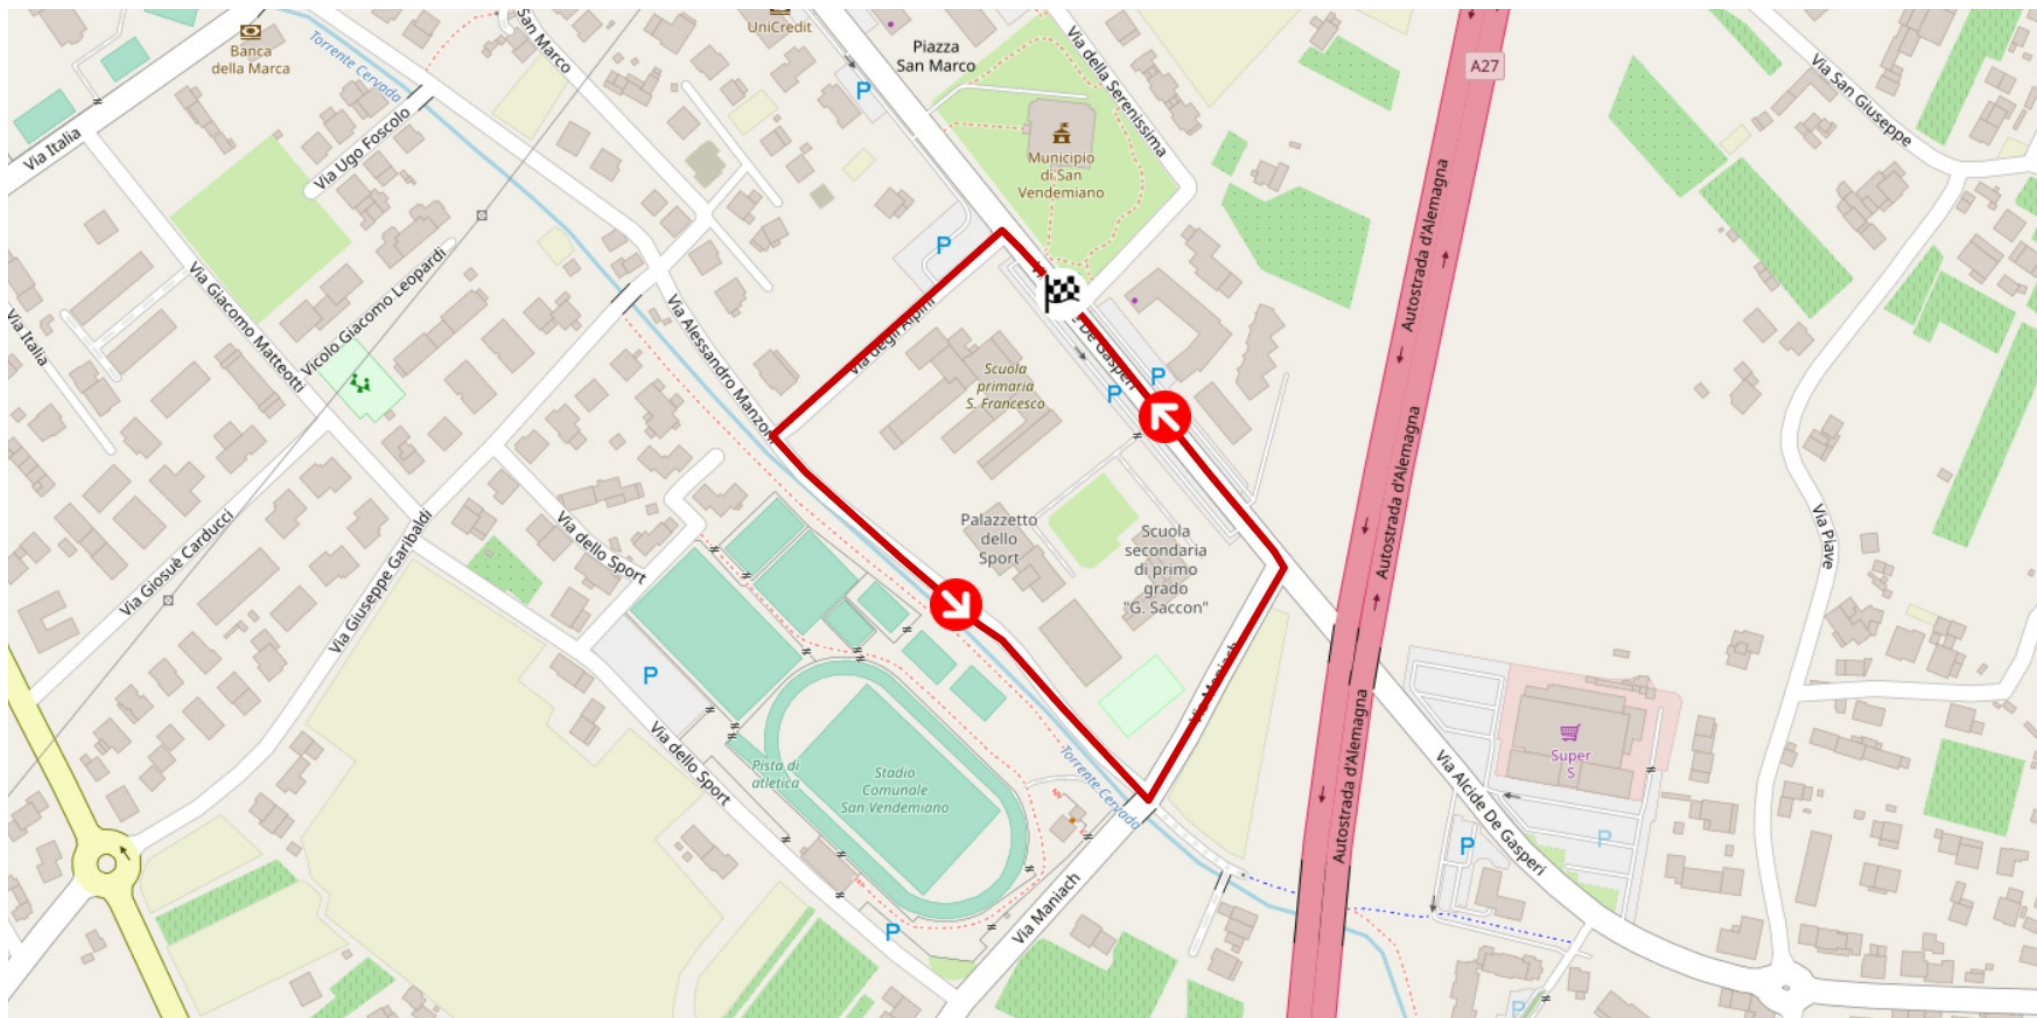 San Marco
UniCredit
Piazza
San Marco
Via della Serenissima
Banca
della Marca
Torrente Cervada
A27
Via San Giuseppe
Via Italia
Via Ugo Foscolo
Municipio
di San
Vendemiano
Autostrada d'Alemagna
P
P
Via Giacomo Matteotti
Vicolo Giacomo Leopardi
Via Alessandro Manzoni
Via degli Alpini
De Gasperi
Via Italia
Scuola
primaria
S. Francesco
P
P
Autostrada d'Alemagna
Via Giosuè Carducci
Via Giuseppe Garibaldi
Via dello Sport
Palazzetto
dello
Sport
Scuola
secondaria
di primo
grado
"G. Saccon"
Via Piave
P
Via Maniach
Via dello Sport
Pista di
atletica
Stadio
Comunale
San Vendemiano
Torrente Cervada
Autostrada d'Alemagna
Super
S
Via Alcide De Gasperi
P
P
Via Maniach
P
P